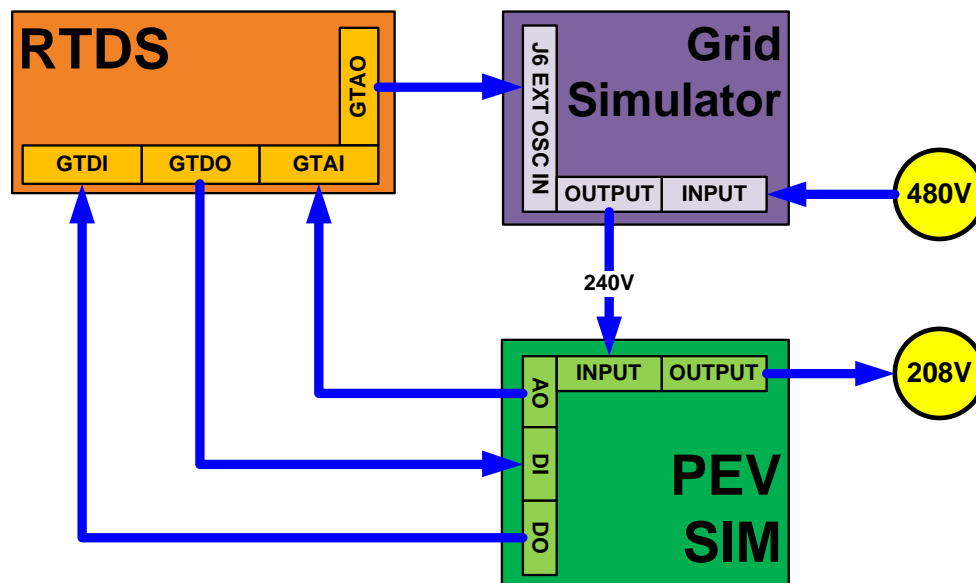 RTDS
GTAO
GTDI
GTDO
GTAI
Grid
Simulator
J6 EXT OSC IN
OUTPUT
INPUT
480V
240V
208V
INPUT
OUTPUT
AO
DI
DO
PEV
SIM